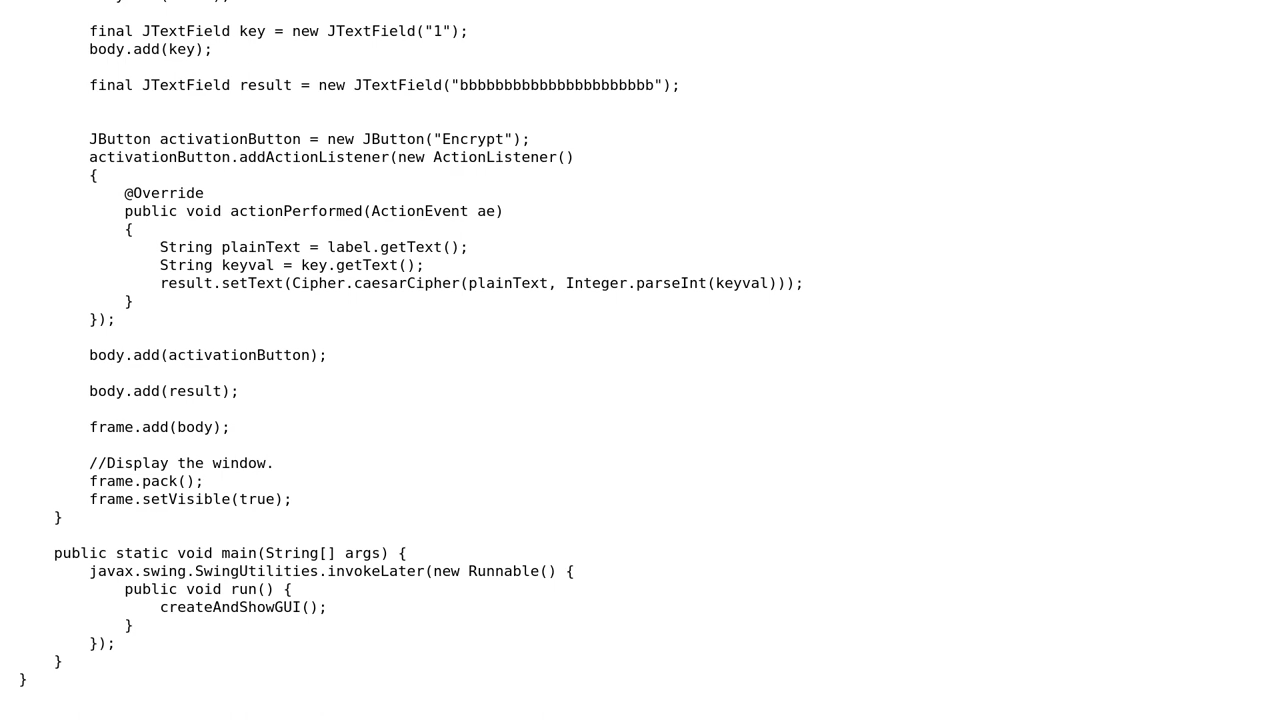 final JTextField key = new JTextField("1");
body.add(key);
final JTextField result = new JTextField("bbbbbbbbbbbbbbbbbbbbbb");
JButton activationButton = new JButton("Encrypt");
activationButton.addActionListener(new ActionListener()
{
@Override
public void actionPerformed(ActionEvent ae)
{
String plainText = label.getText();
String keyval = key.getText();
result.setText(Cipher.caesarCipher(plainText, Integer.parseInt(keyval)));
}
});
body.add(activationButton);
body.add(result);
frame.add(body);
//Display the window.
frame.pack();
frame.setVisible(true);
}
public static void main(String[] args) {
javax.swing.SwingUtilities.invokeLater(new Runnable() {
public void run() {
createAndShowGUI();
}
});
}
}